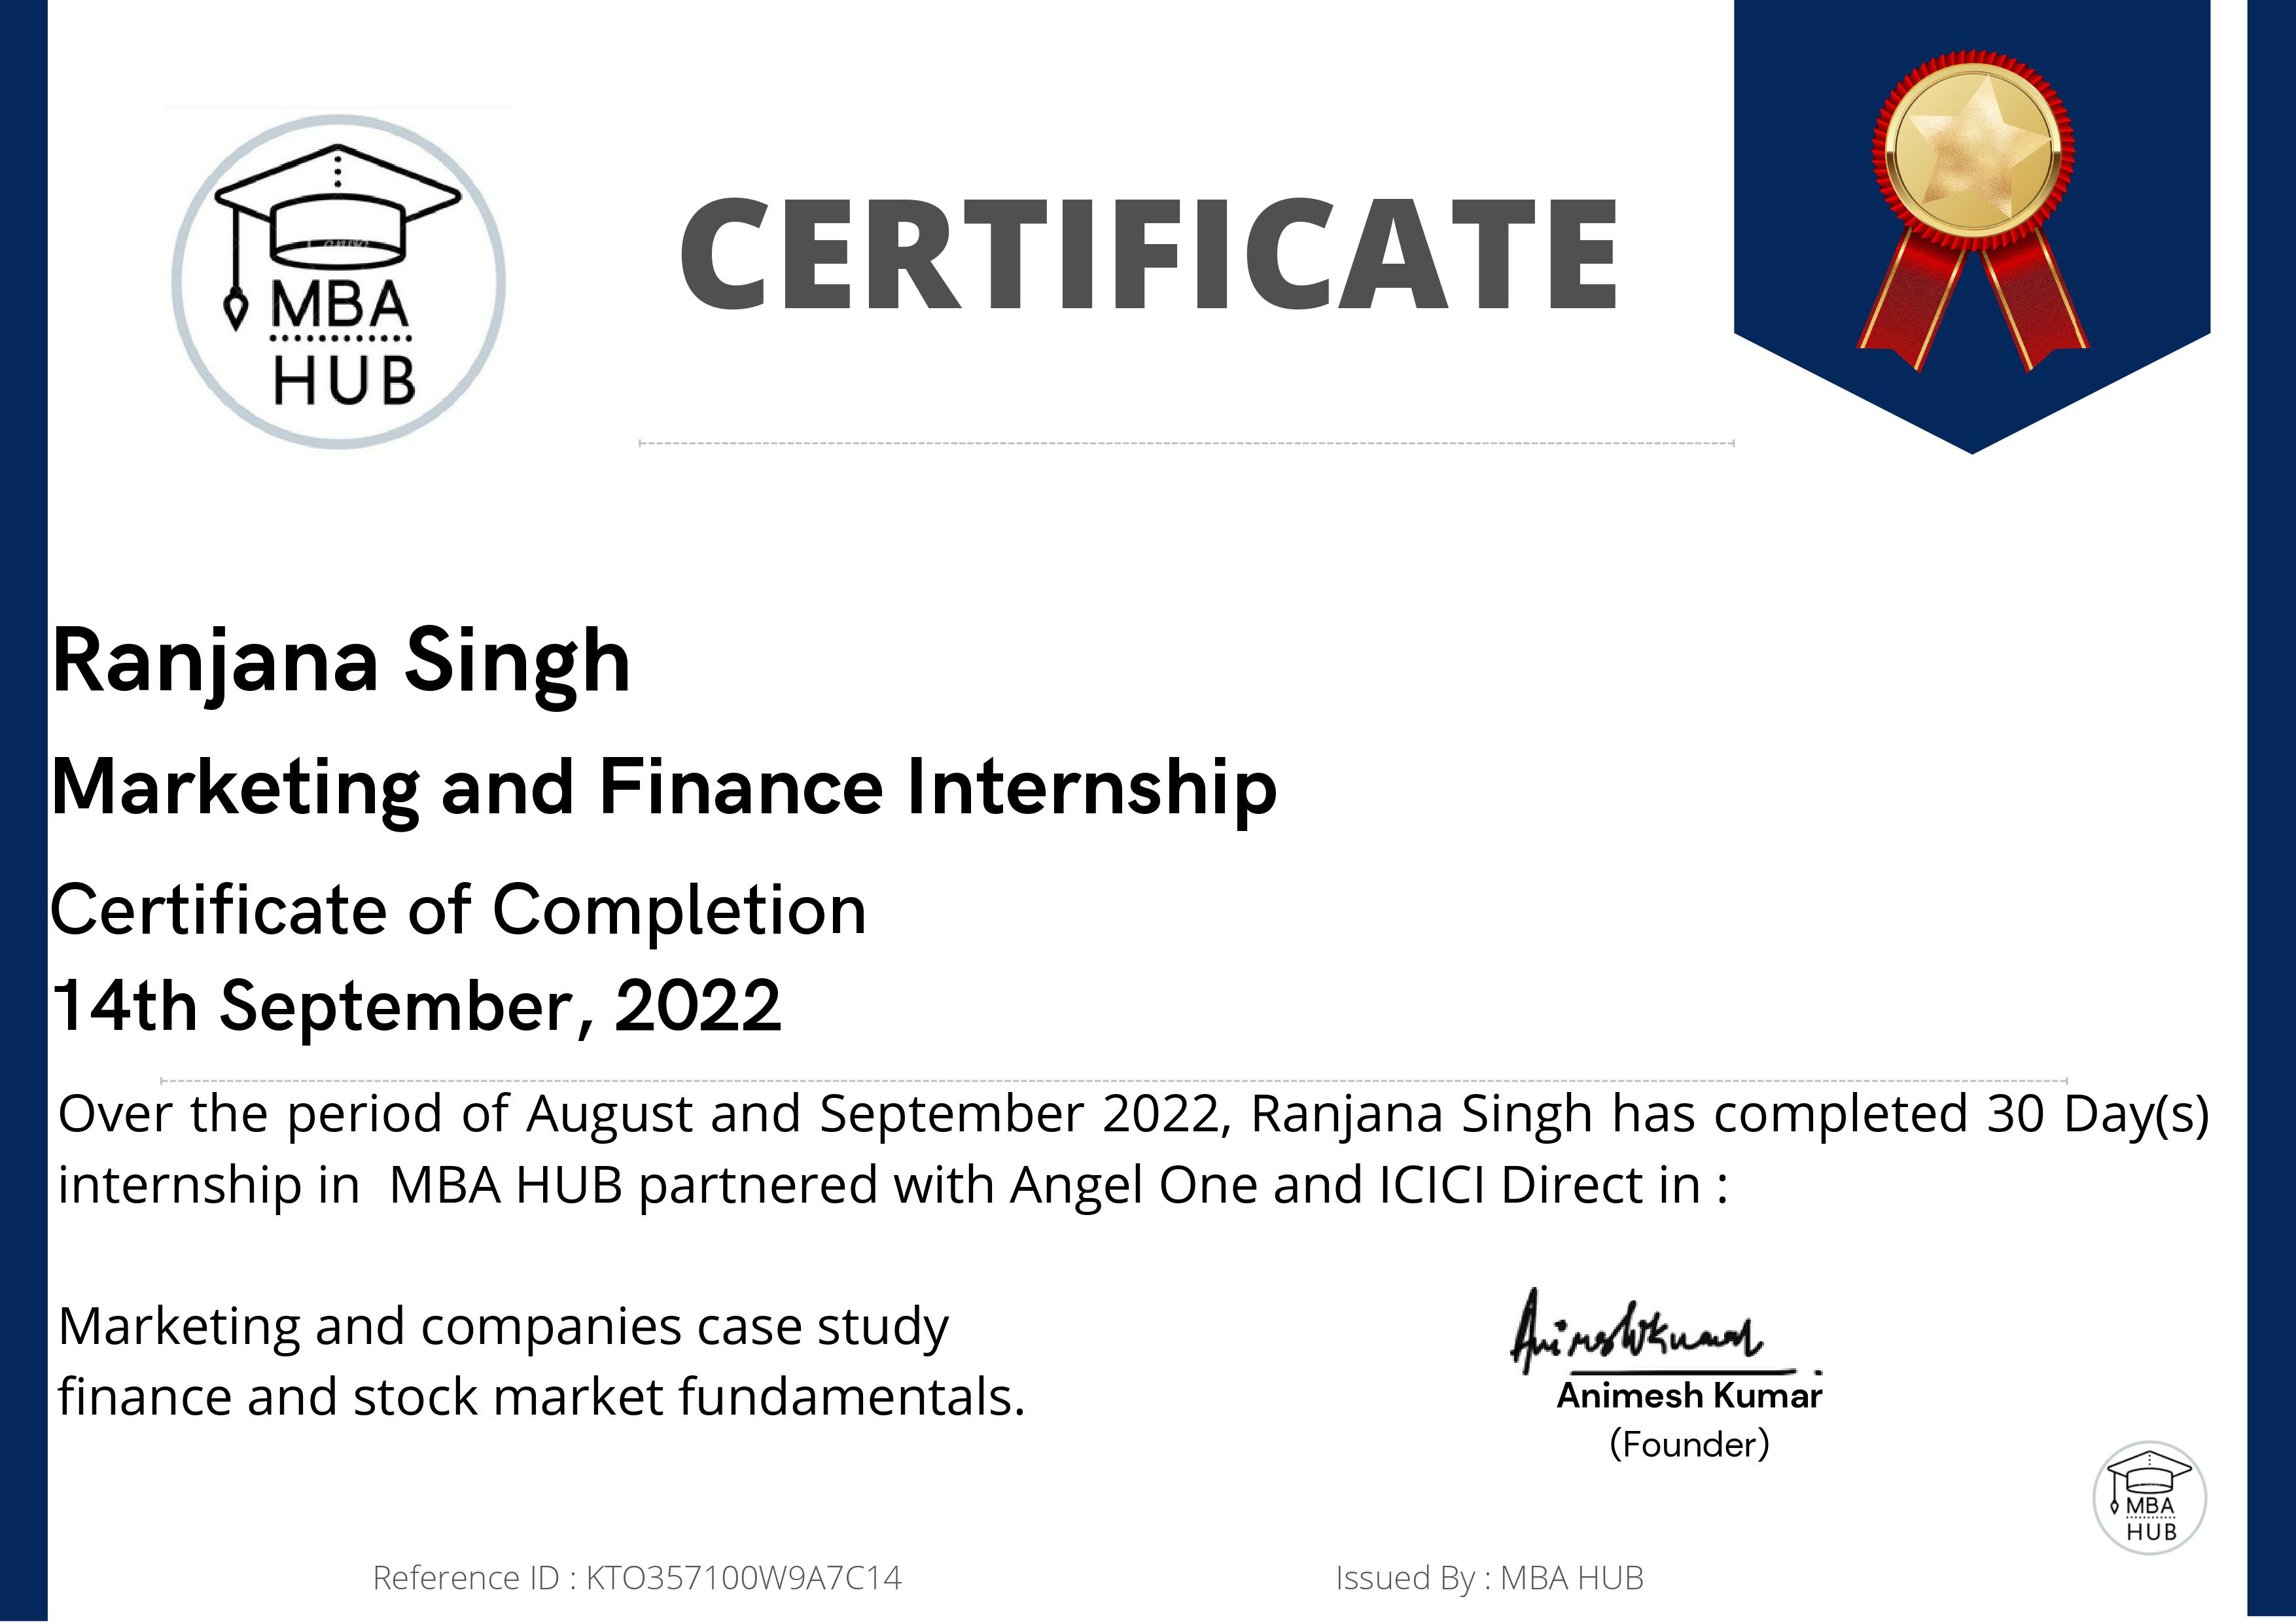 MBA
HUB
CERTIFICATE
Ranjana Singh
Marketing and Finance Internship
Certificate of Completion
14th September, 2022
Over the period of August and September 2022, Ranjana Singh has completed 30 Day(s)
internship in MBA HUB partnered with Angel One and ICICI Direct in :
Marketing and companies case study
finance and stock market fundamentals.
Animesh Kumar
(Founder)
MBA
HUB
Reference ID : KTO357100W9A7C14
Issued By : MBA HUB